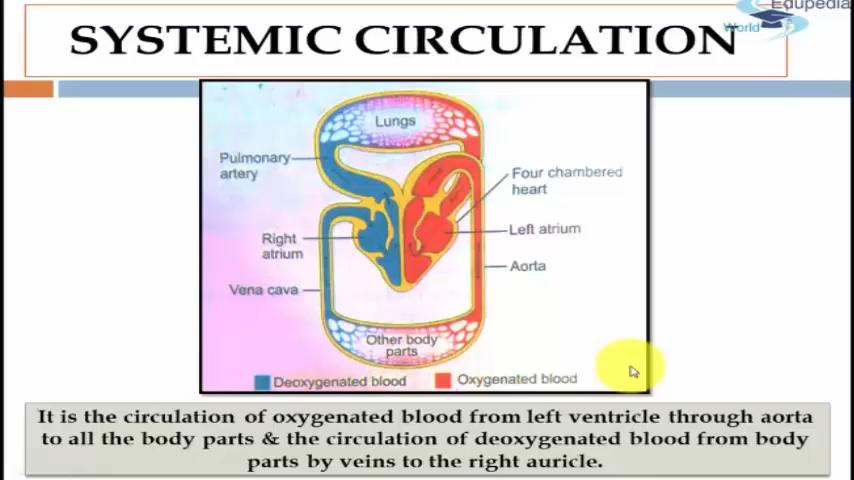 Edupedia
World
SYSTEMIC CIRCULATION
Lungs
Pulmonary
artery
Four chambered
heart
Right
atrium
Left atrium
Aorta
Vena cava
Other body
parts
Deoxygenated blood
Oxygenated blood
It is the circulation of oxygenated blood from left ventricle through aorta
to all the body parts & the circulation of deoxygenated blood from body
parts by veins to the right auricle.